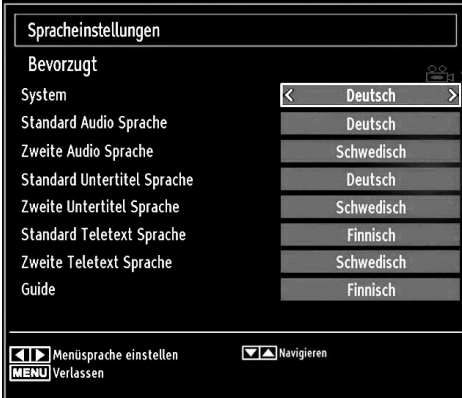 Spracheinstellungen
Bevorzugt
System < Deutsch >
Standard Audio Sprache Deutsch
Zweite Audio Sprache Schwedisch
Standard Untertitel Sprache Deutsch
Zweite Untertitel Sprache Schwedisch
Standard Teletext Sprache Finnisch
Zweite Teletext Sprache Schwedisch
Guide Finnisch
Menüsprache einstellen Navigieren
MENU Verlassen